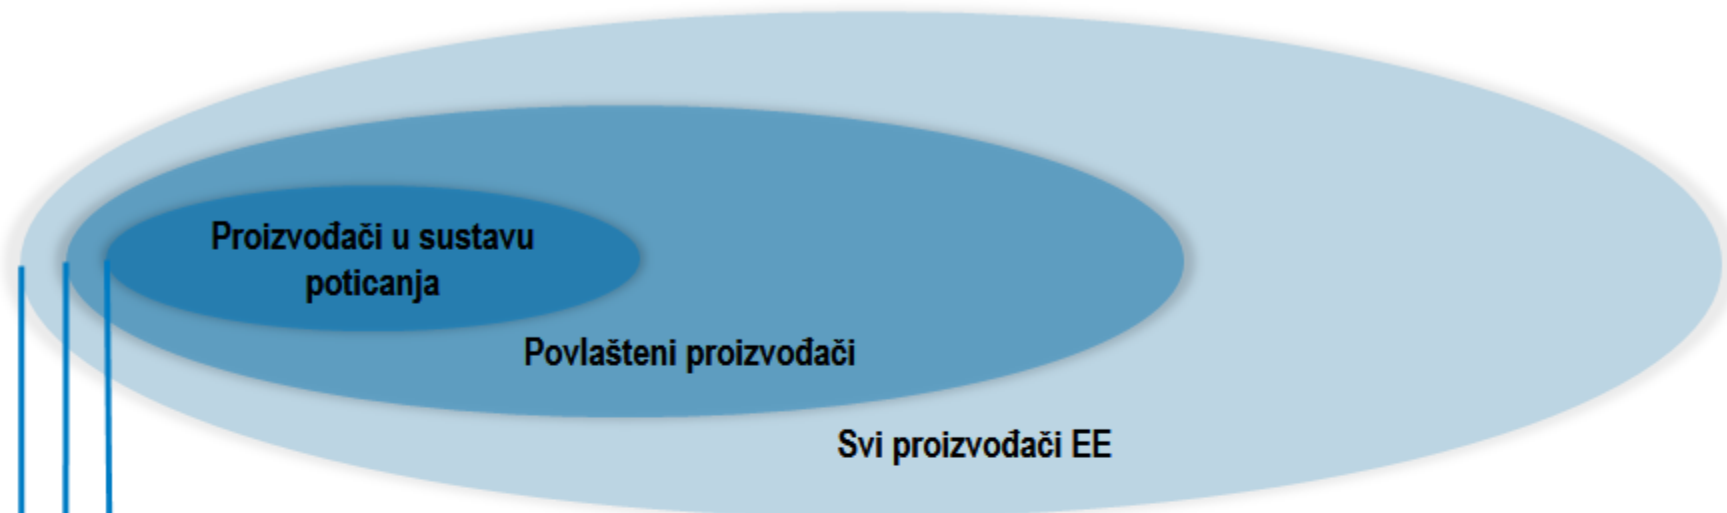 Proizvođači u sustavu
poticanja
Povlašteni proizvođači
Svi proizvođači EE